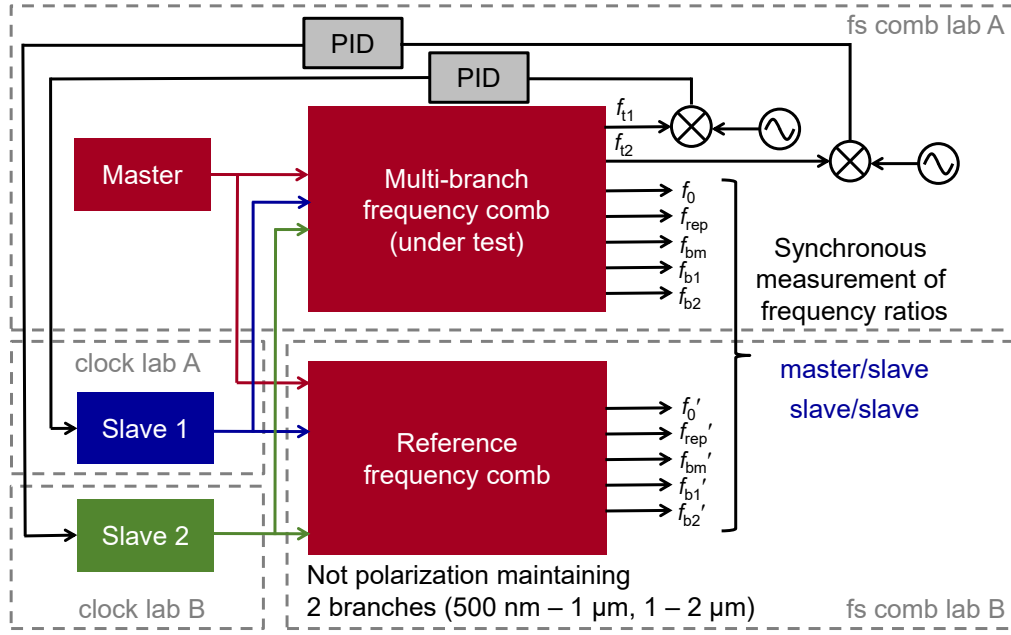 fs comb lab A
PID
PID
f_t1
f_t2
Master
Multi-branch
frequency comb
(under test)
f_0
f_rep
f_bm
f_b1
f_b2
Synchronous
measurement of
frequency ratios
clock lab A
master/slave
slave/slave
Slave 1
Reference
frequency comb
f_0′
f_rep′
f_bm′
f_b1′
f_b2′
Slave 2
Not polarization maintaining
2 branches (500 nm – 1 μm, 1 – 2 μm)
clock lab B
fs comb lab B